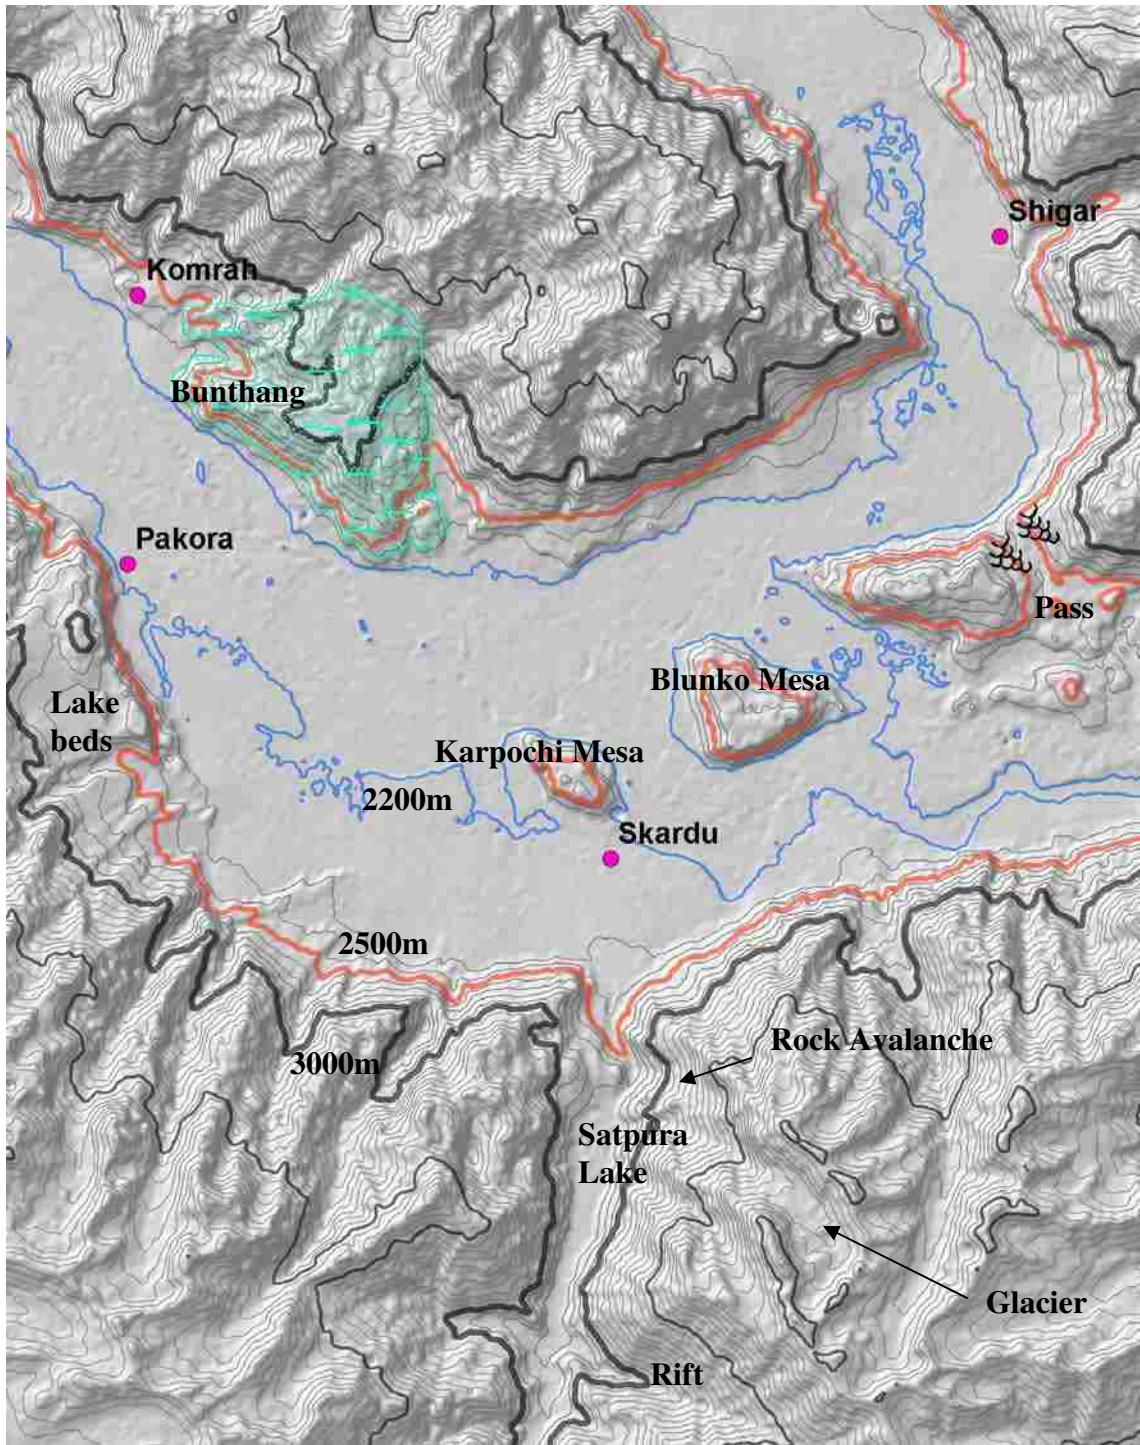 Shigar
Komrah
Bunthang
Pakora
Pass
Blunko Mesa
Lake
beds
Karpochi Mesa
2200m
Skardu
2500m
Rock Avalanche
3000m
Satpura
Lake
Glacier
Rift